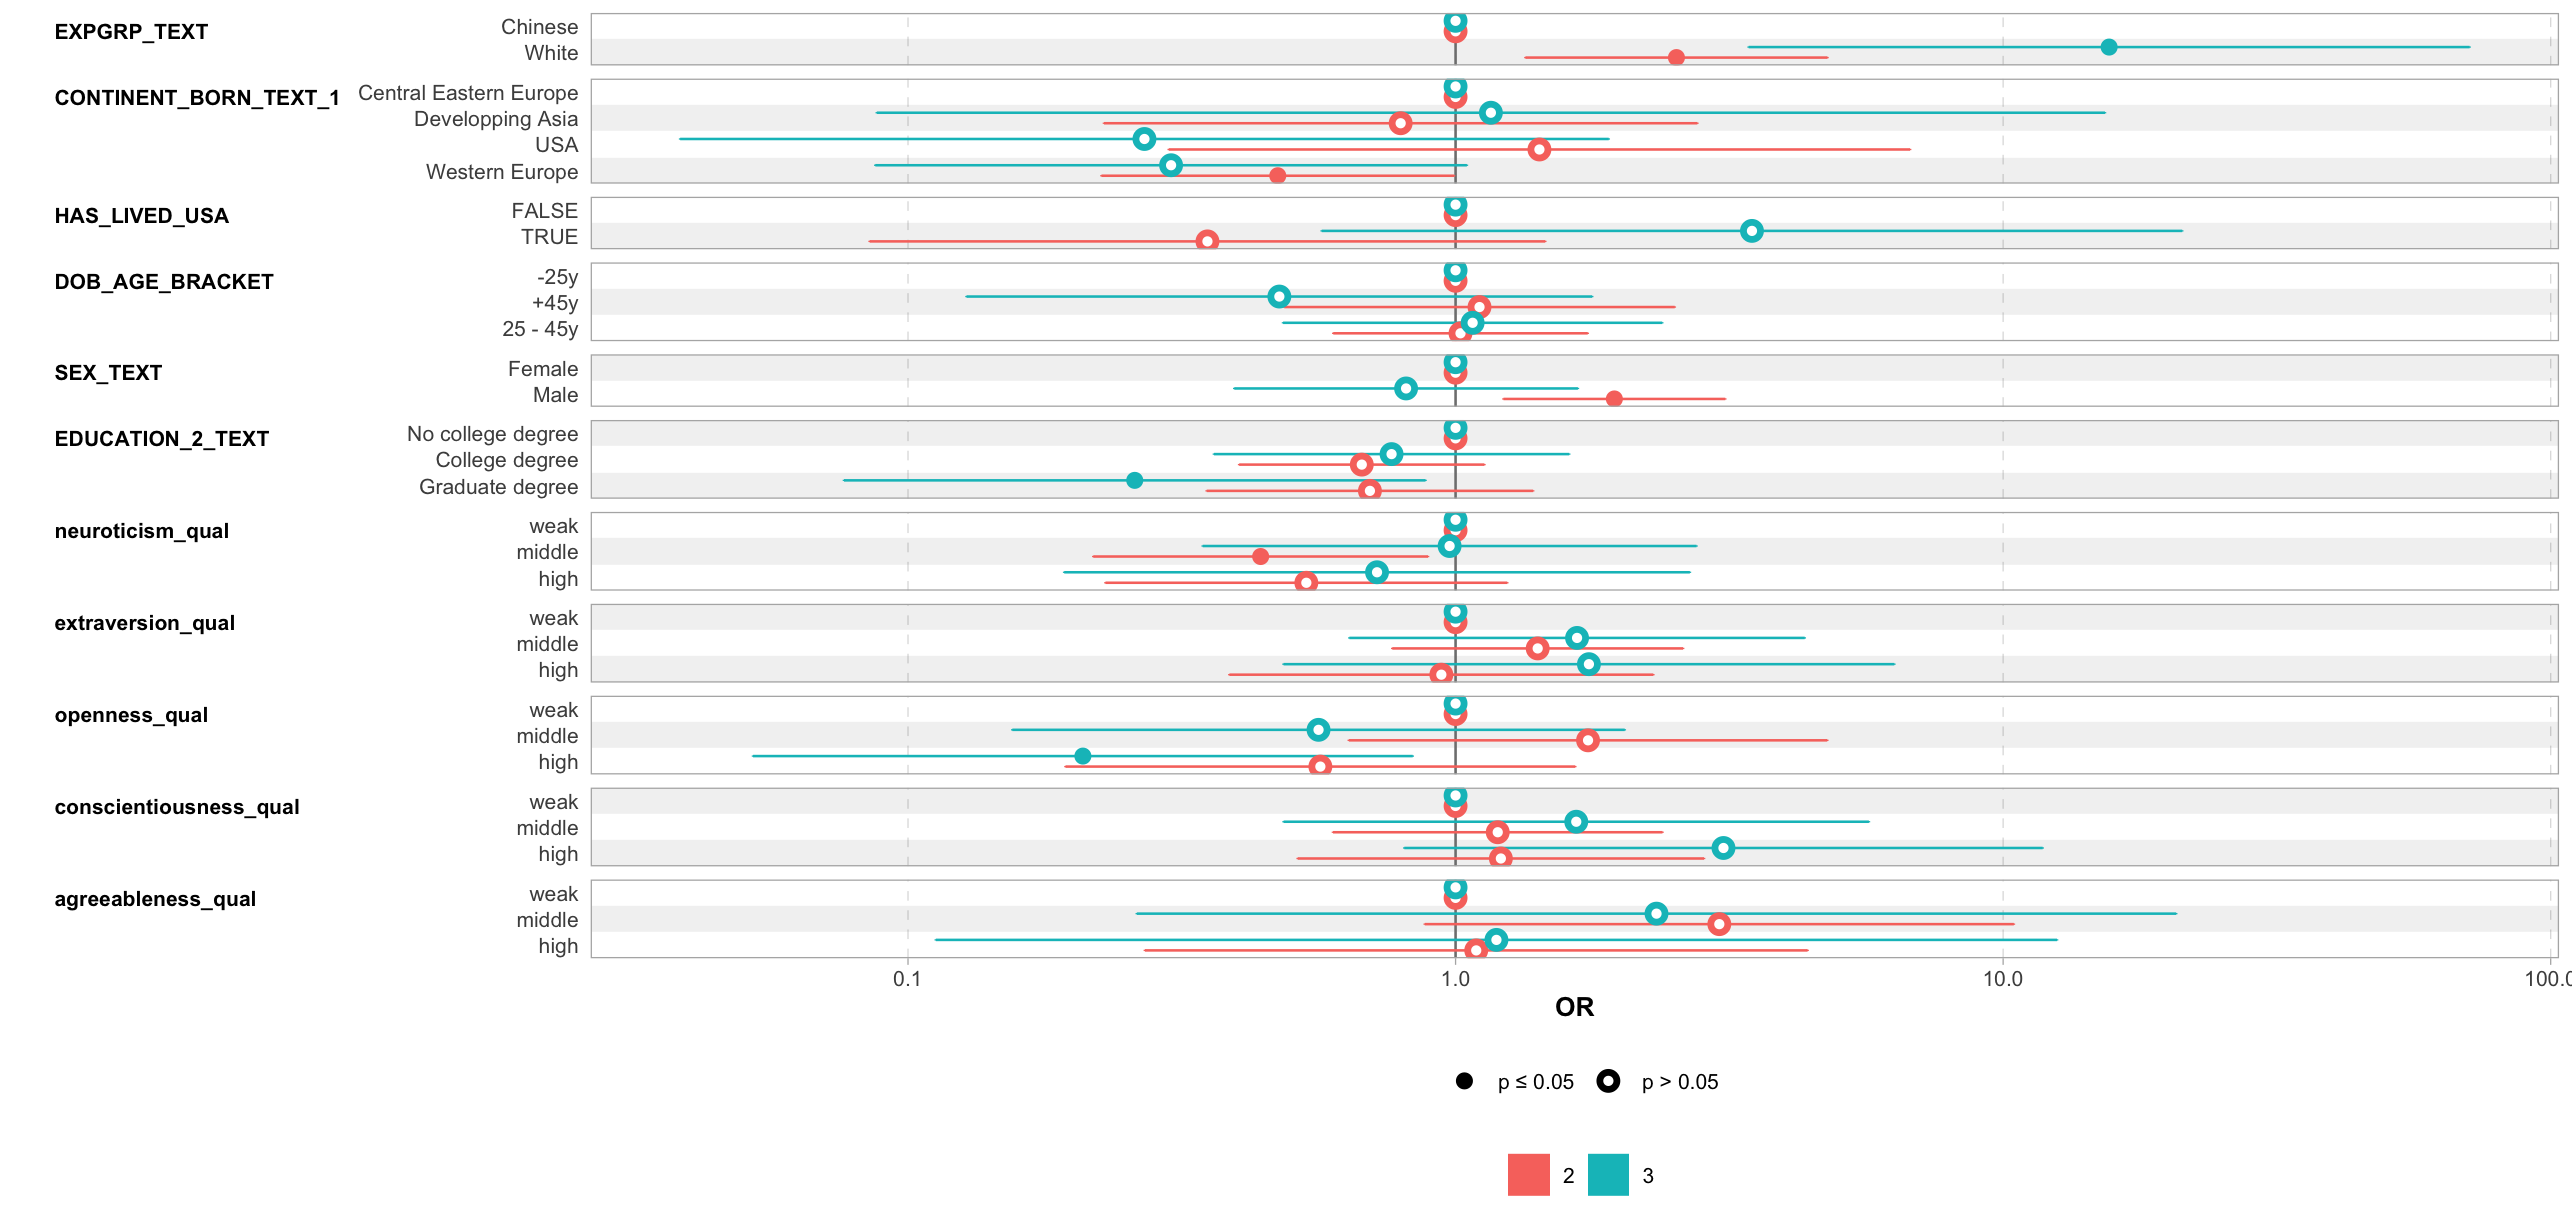 EXPGRP_TEXT
Chinese
White
CONTINENT_BORN_TEXT_1
Central Eastern Europe
Developping Asia
USA
Western Europe
HAS_LIVED_USA
FALSE
TRUE
DOB_AGE_BRACKET
-25y
+45y
25 - 45y
SEX_TEXT
Female
Male
EDUCATION_2_TEXT
No college degree
College degree
Graduate degree
neuroticism_qual
weak
middle
high
extraversion_qual
weak
middle
high
openness_qual
weak
middle
high
conscientiousness_qual
weak
middle
high
agreeableness_qual
weak
middle
high
0.1 1.0 10.0 100.0
OR
p ≤ 0.05 p > 0.05
2 3